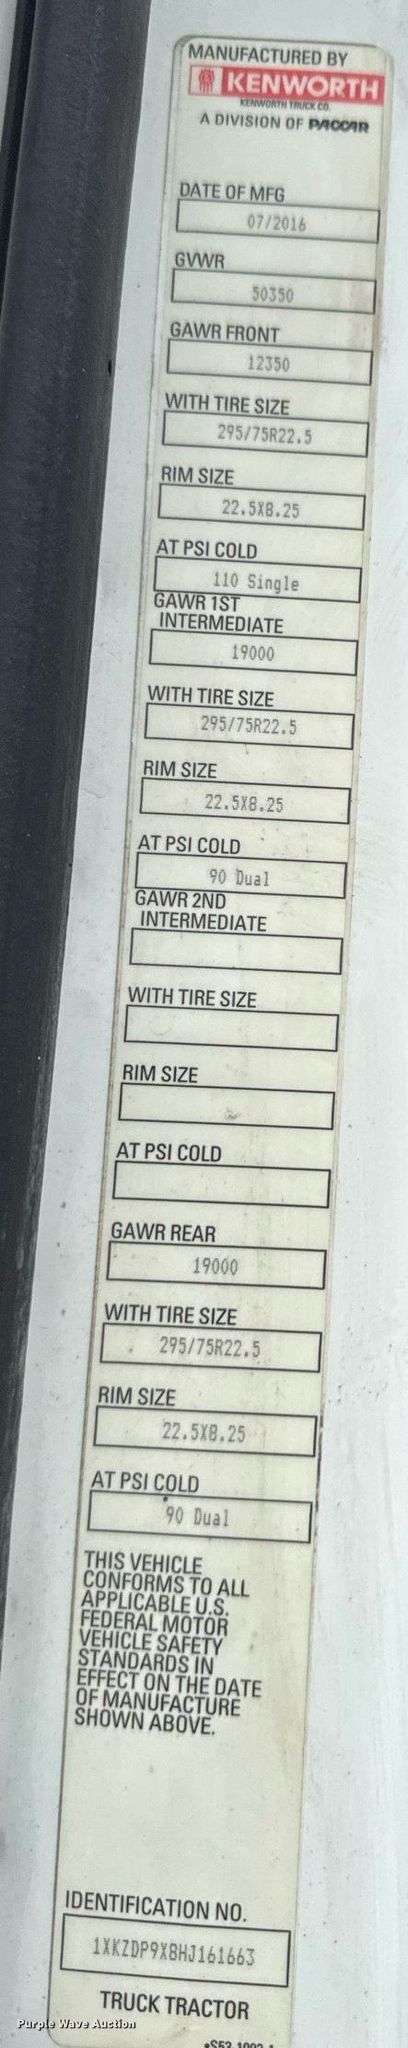 MANUFACTURED BY
KENWORTH
KENWORTH TRUCK CO.
A DIVISION OF PACCAR
DATE OF MFG
07/2016
GVWR
50350
GAWR FRONT
12350
WITH TIRE SIZE
295/75R22.5
RIM SIZE
22.5X8.25
AT PSI COLD
110 Single
GAWR 1ST
INTERMEDIATE
19000
WITH TIRE SIZE
295/75R22.5
RIM SIZE
22.5X8.25
AT PSI COLD
90 Dual
GAWR 2ND
INTERMEDIATE
WITH TIRE SIZE
RIM SIZE
AT PSI COLD
GAWR REAR
19000
WITH TIRE SIZE
295/75R22.5
RIM SIZE
22.5X8.25
AT PSI COLD
90 Dual
THIS VEHICLE
CONFORMS TO ALL
APPLICABLE U.S.
FEDERAL MOTOR
VEHICLE SAFETY
STANDARDS IN
EFFECT ON THE DATE
OF MANUFACTURE
SHOWN ABOVE.
IDENTIFICATION NO.
1XKZDP9X8HJ161663
TRUCK TRACTOR
Purple Wave Auction